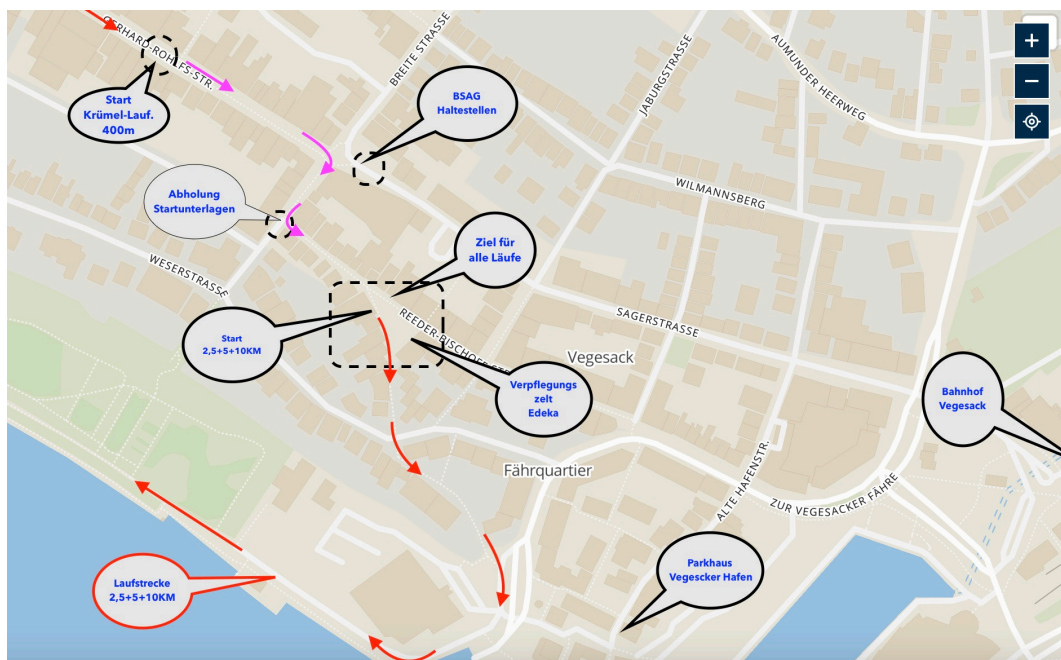 GERHARD-ROHLFS-STR.
BREITE STRASSE
JABURGSTRASSE
AUMUNDER HEERWEG
+
−
Start
Krümel-Lauf.
400m
BSAG
Haltestellen
Abholung
Startunterlagen
WILMANNSBERG
Ziel für
alle Läufe
WESERSTRASSE
Start
2,5+5+10KM
REEDER-BISCHOFF-ST
SAGERSTRASSE
Vegesack
Verpflegungs
zelt
Edeka
Bahnhof
Vegesack
Fährquartier
ALTE HAFENSTR.
ZUR VEGESACKER FÄHRE
Laufstrecke
2,5+5+10KM
Parkhaus
Vegescker Hafen